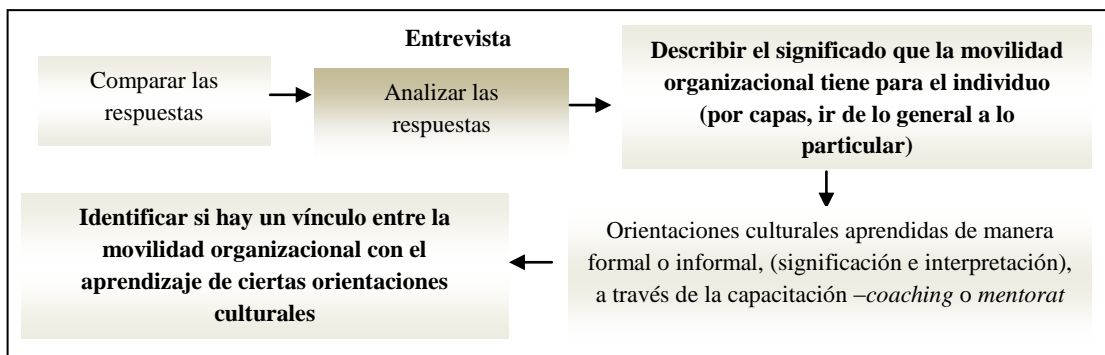 Entrevista
Comparar las
respuestas
Analizar las
respuestas
Describir el significado que la movilidad
organizacional tiene para el individuo
(por capas, ir de lo general a lo
particular)
Orientaciones culturales aprendidas de manera
formal o informal, (significación e interpretación),
a través de la capacitación –coaching o mentorat
Identificar si hay un vínculo entre la
movilidad organizacional con el
aprendizaje de ciertas orientaciones
culturales